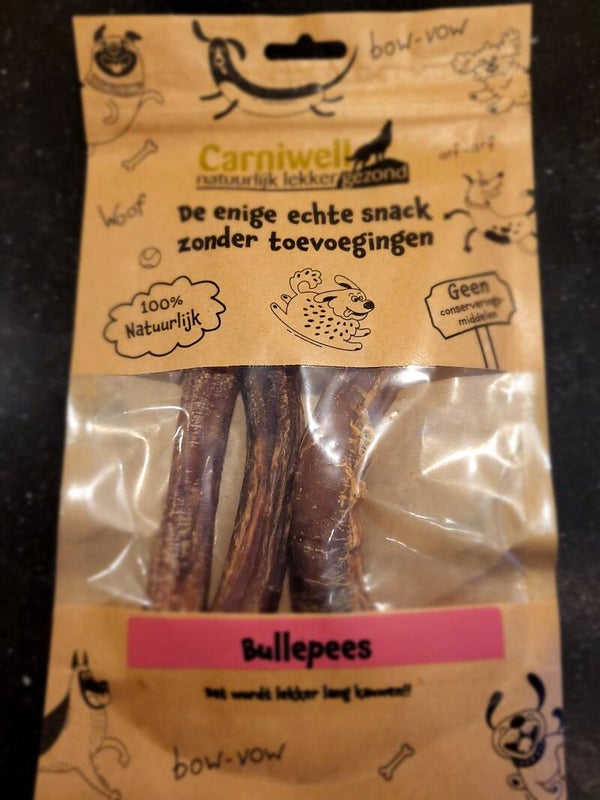 bow-vow
Carniwell
natuurlijk lekker gezond
arf-arf
Woof
De enige echte snack
zonder toevoegingen
100%
Natuurlijk
Geen
conserverings-
middelen
Bullepees
Dat wordt lekker lang kauwen!!
bow-vow